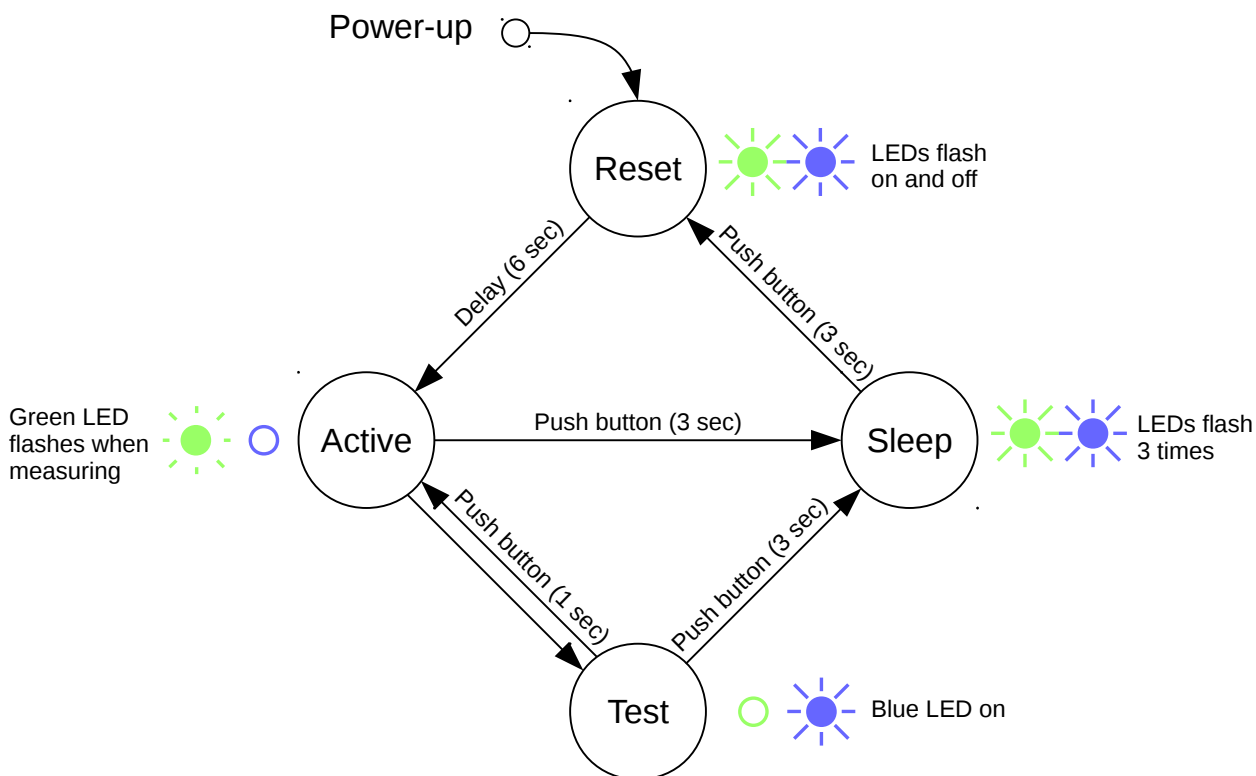 Power-up
Reset
LEDs flash
on and off
Delay (6 sec)
Push button (3 sec)
Green LED
flashes when
measuring
Active
Push button (3 sec)
Sleep
LEDs flash
3 times
Push button (1 sec)
Push button (3 sec)
Test
Blue LED on